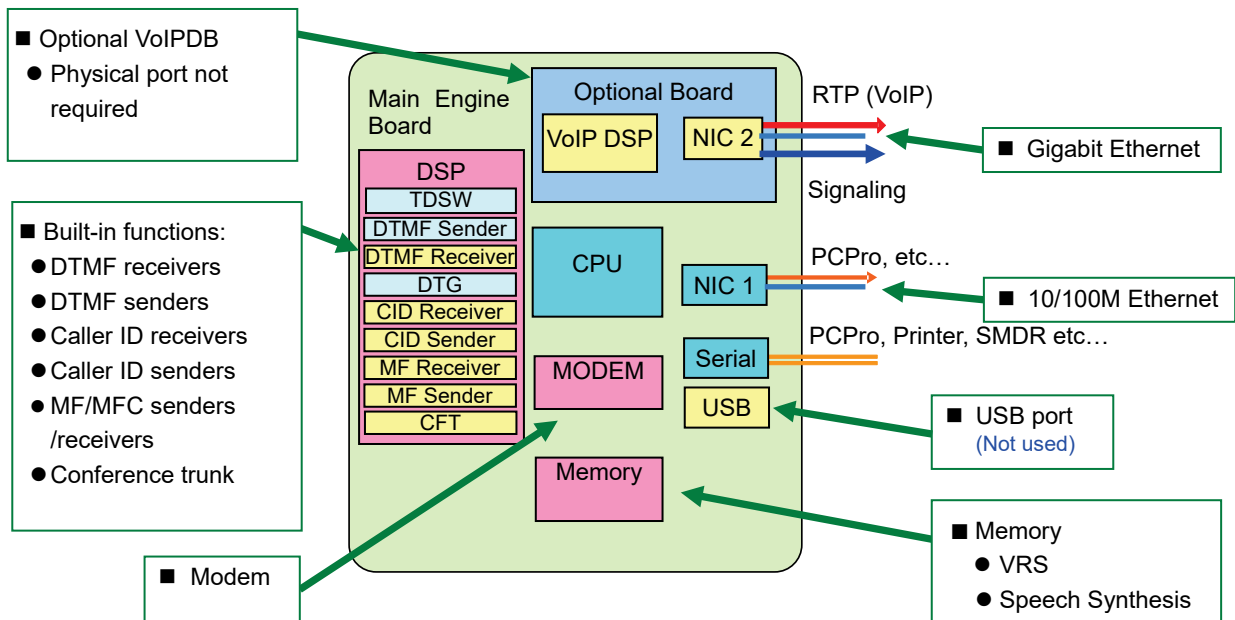 ■ Optional VoIPDB
● Physical port not
required
■ Built-in functions:
● DTMF receivers
● DTMF senders
● Caller ID receivers
● Caller ID senders
● MF/MFC senders
/receivers
● Conference trunk
■ Modem
Main Engine
Board
DSP
TDSW
DTMF Sender
DTMF Receiver
DTG
CID Receiver
CID Sender
MF Receiver
MF Sender
CFT
Optional Board
VoIP DSP
NIC 2
CPU
NIC 1
MODEM
Serial
USB
Memory
RTP (VoIP)
Signaling
PCPro, etc…
PCPro, Printer, SMDR etc…
■ Gigabit Ethernet
■ 10/100M Ethernet
■ USB port
(Not used)
■ Memory
● VRS
● Speech Synthesis